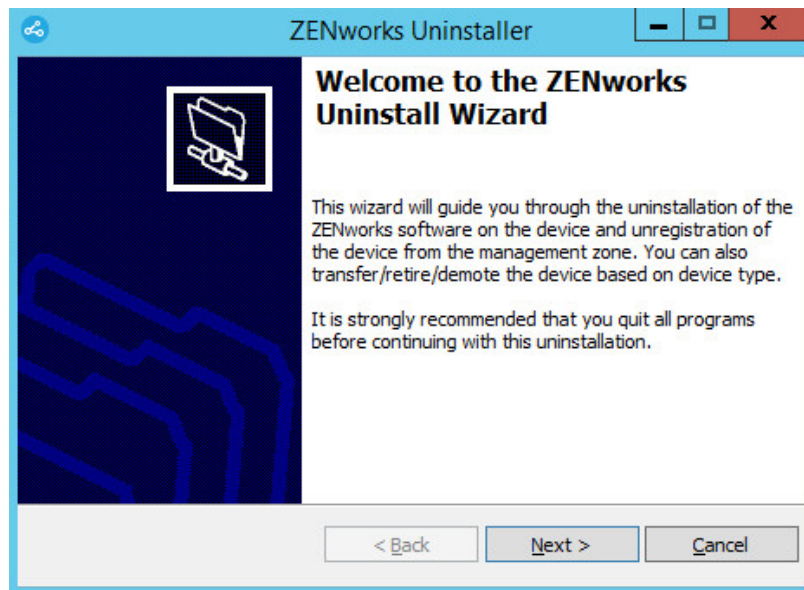 ZENworks Uninstaller
Welcome to the ZENworks
Uninstall Wizard
This wizard will guide you through the uninstallation of the
ZENworks software on the device and unregistration of
the device from the management zone. You can also
transfer/retire/demote the device based on device type.
It is strongly recommended that you quit all programs
before continuing with this uninstallation.
< Back
Next >
Cancel